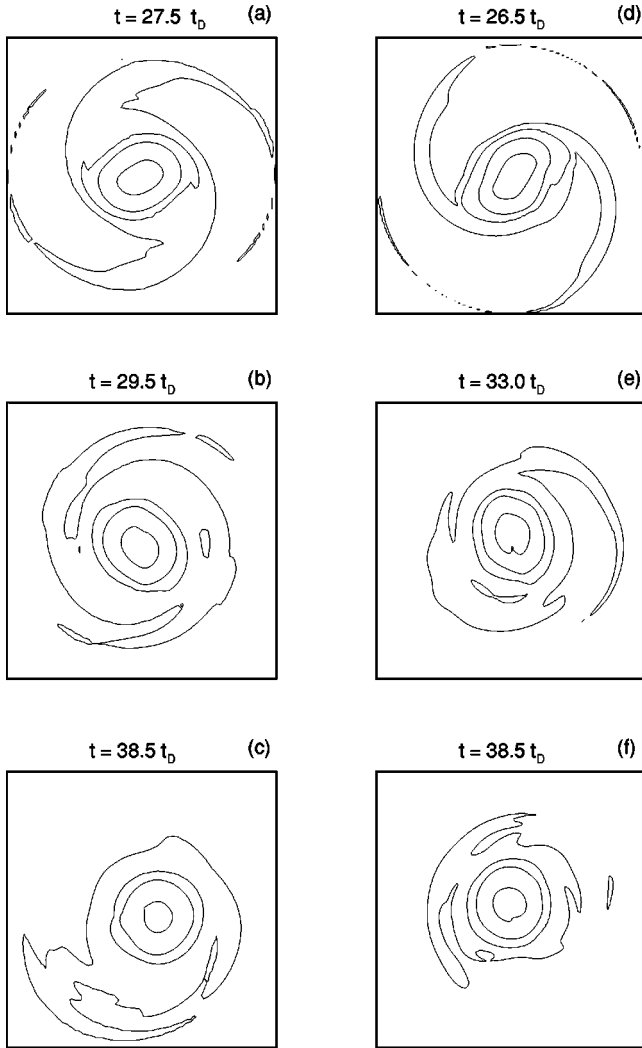 t = 27.5 t_D (a)
t = 26.5 t_D (d)
t = 29.5 t_D (b)
t = 33.0 t_D (e)
t = 38.5 t_D (c)
t = 38.5 t_D (f)